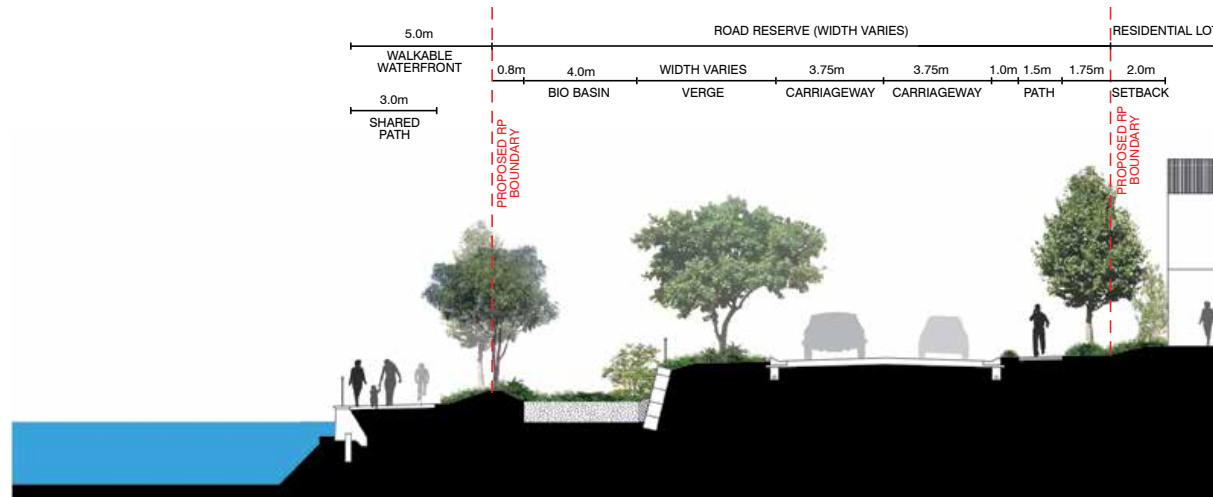 5.0m
ROAD RESERVE (WIDTH VARIES)
RESIDENTIAL LOT
WALKABLE
WATERFRONT
0.8m
4.0m
WIDTH VARIES
3.75m
3.75m
1.0m
1.5m
1.75m
2.0m
BIO BASIN
VERGE
CARRIAGEWAY
CARRIAGEWAY
PATH
SETBACK
3.0m
SHARED
PATH
PROPOSED RP
BOUNDARY
PROPOSED RP
BOUNDARY